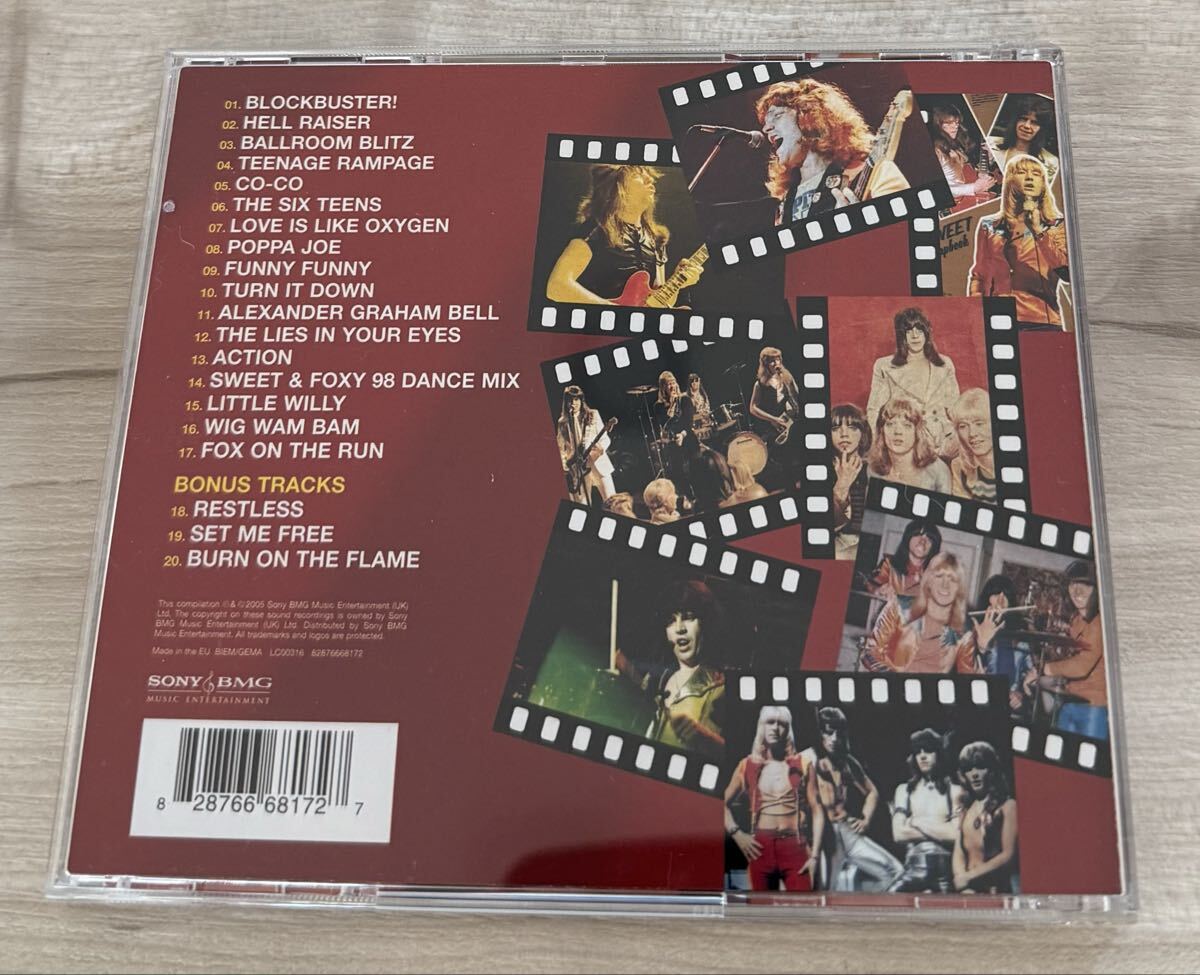 01. BLOCKBUSTER!
02. HELL RAISER
03. BALLROOM BLITZ
04. TEENAGE RAMPAGE
05. CO-CO
06. THE SIX TEENS
07. LOVE IS LIKE OXYGEN
08. POPPA JOE
09. FUNNY FUNNY
10. TURN IT DOWN
11. ALEXANDER GRAHAM BELL
12. THE LIES IN YOUR EYES
13. ACTION
14. SWEET & FOXY 98 DANCE MIX
15. LITTLE WILLY
16. WIG WAM BAM
17. FOX ON THE RUN
BONUS TRACKS
18. RESTLESS
19. SET ME FREE
20. BURN ON THE FLAME
This compilation ℗ & © 2005 Sony BMG Music Entertainment (UK)
Ltd. The copyright on these sound recordings is owned by Sony
BMG Music Entertainment (UK) Ltd. Distributed by Sony BMG
Music Entertainment. All trademarks and logos are protected.
Made in the EU BIEM/GEMA LC00316 82876668172
SONY BMG
MUSIC ENTERTAINMENT
8 28766 68172 7